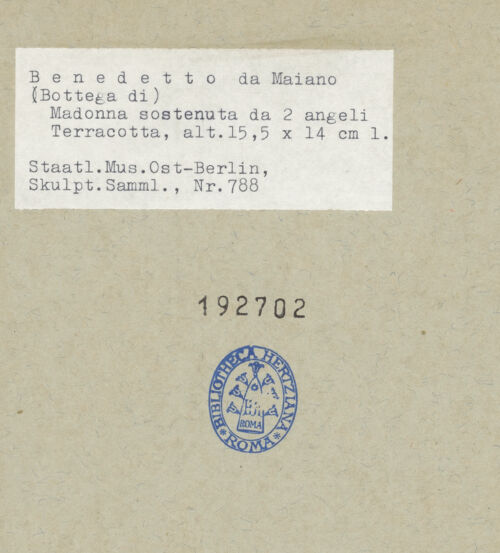 B e n e d e t t o da Maiano
(Bottega di)
Madonna sostenuta da 2 angeli
Terracotta, alt.15,5 x 14 cm l.
Staatl.Mus.Ost-Berlin,
Skulpt.Samml., Nr.788
192702
BIBLIOTHECA HERTZIANA
* ROMA *
ROMA